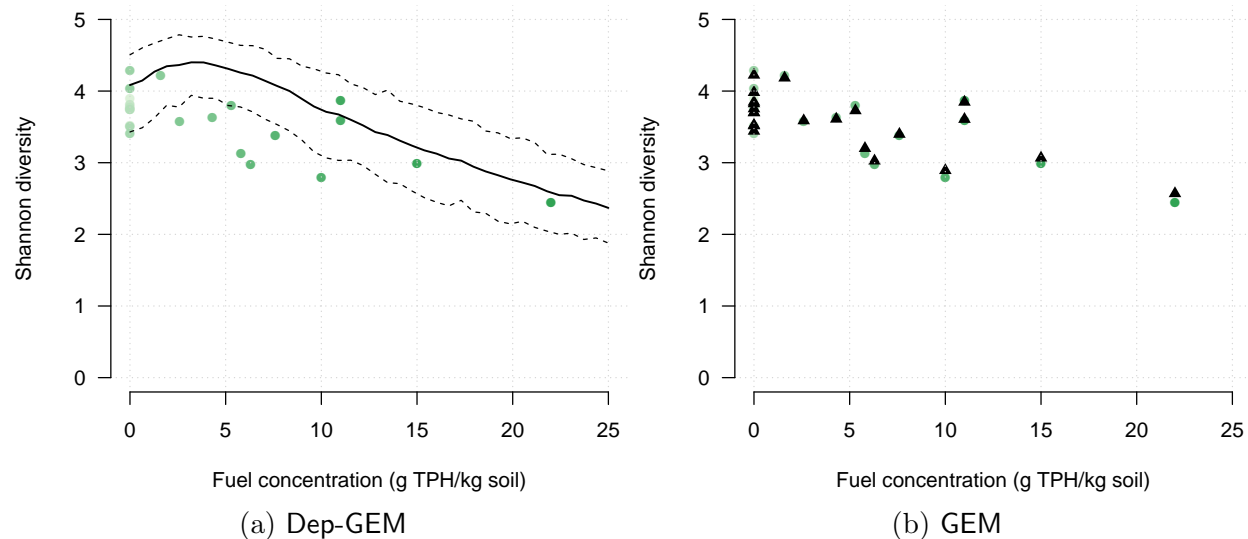 5
4
3
2
1
0
Shannon diversity
0 5 10 15 20 25
Fuel concentration (g TPH/kg soil)
(a) Dep-GEM
5
4
3
2
1
0
Shannon diversity
0 5 10 15 20 25
Fuel concentration (g TPH/kg soil)
(b) GEM